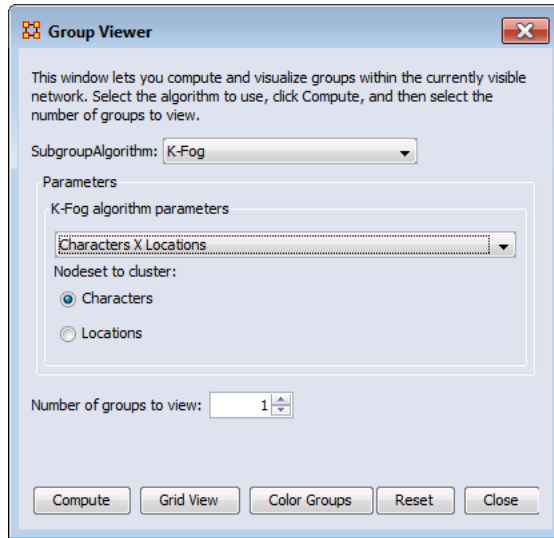 Group Viewer
This window lets you compute and visualize groups within the currently visible
network. Select the algorithm to use, click Compute, and then select the
number of groups to view.
SubgroupAlgorithm: K-Fog
Parameters
K-Fog algorithm parameters
Characters X Locations
Nodeset to cluster:
Characters
Locations
Number of groups to view: 1
Compute Grid View Color Groups Reset Close